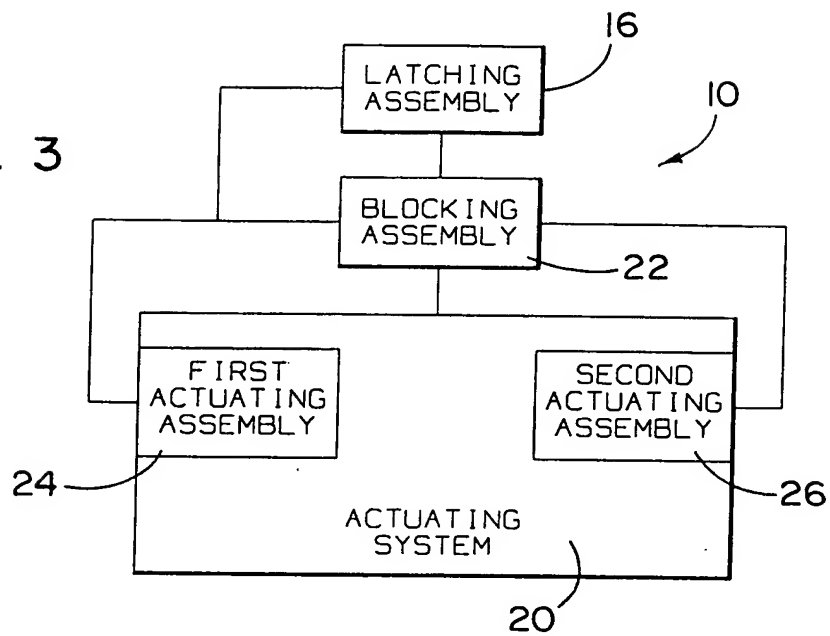 16
LATCHING
ASSEMBLY
10
3
BLOCKING
ASSEMBLY
22
FIRST
ACTUATING
ASSEMBLY
SECOND
ACTUATING
ASSEMBLY
24
26
ACTUATING
SYSTEM
20